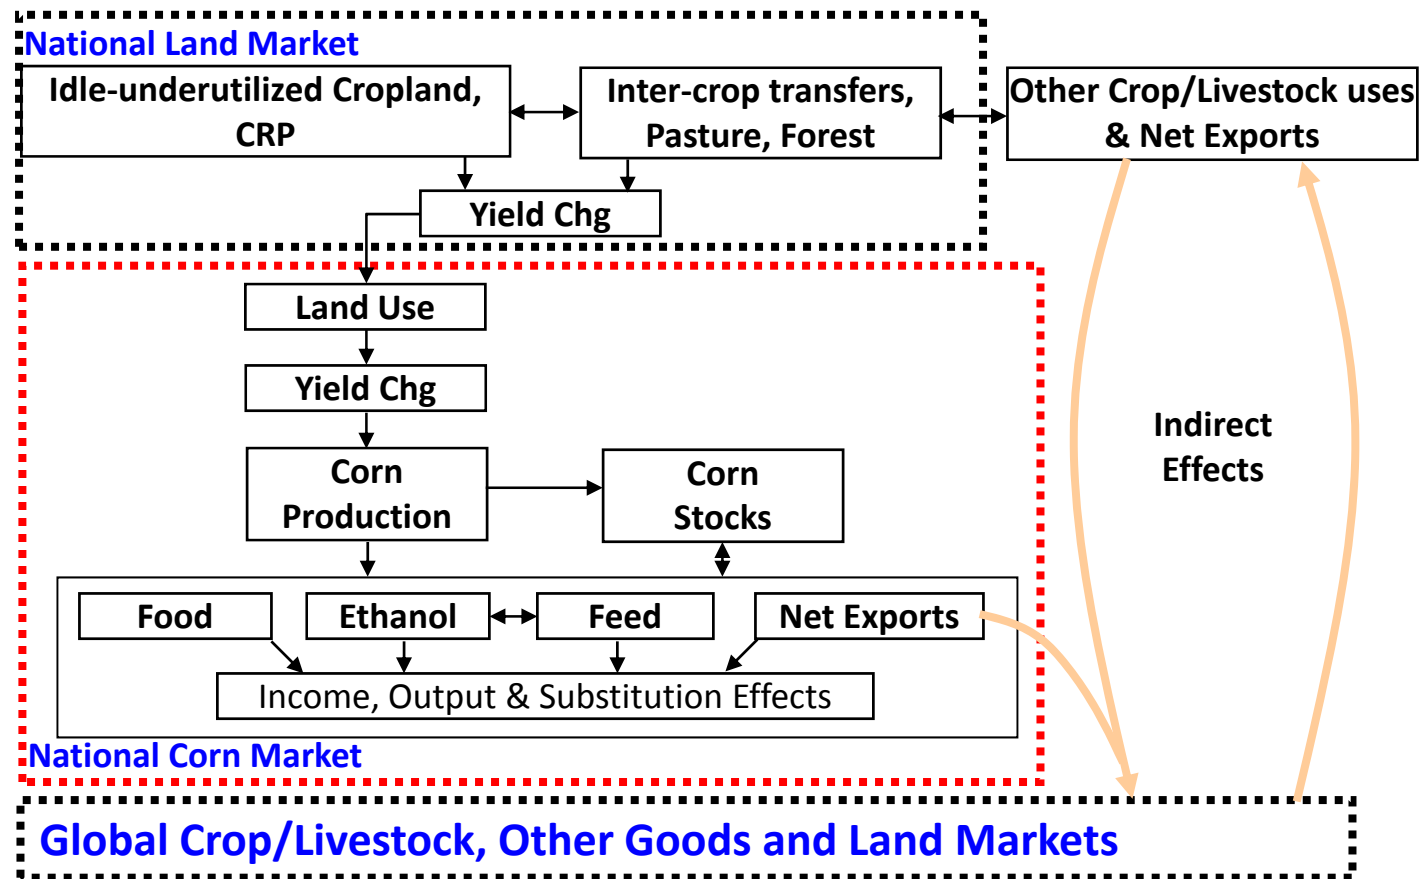 National Land Market
Idle-underutilized Cropland,
CRP
Inter-crop transfers,
Pasture, Forest
Other Crop/Livestock uses
& Net Exports
Yield Chg
Land Use
Yield Chg
Corn
Production
Corn
Stocks
Indirect
Effects
Food
Ethanol
Feed
Net Exports
Income, Output & Substitution Effects
National Corn Market
Global Crop/Livestock, Other Goods and Land Markets